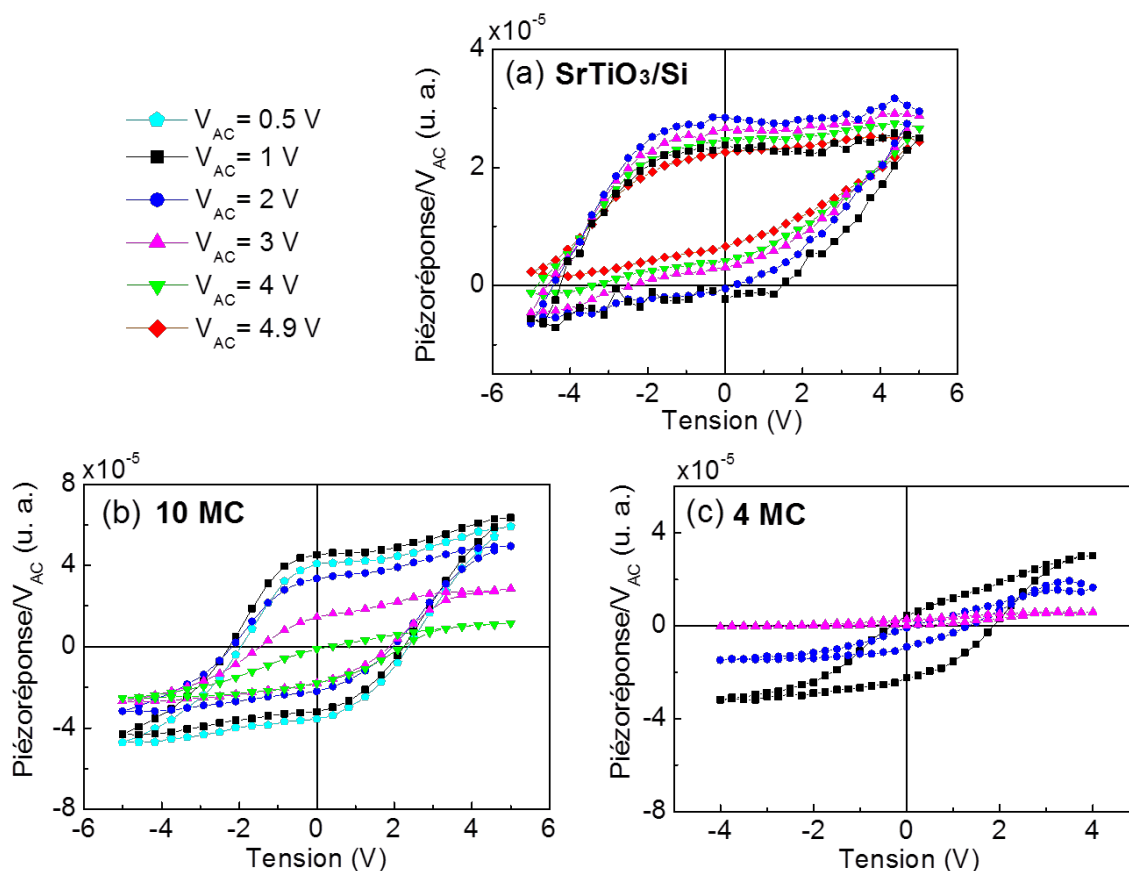 V_AC = 0.5 V
V_AC = 1 V
V_AC = 2 V
V_AC = 3 V
V_AC = 4 V
V_AC = 4.9 V
x10^-5
(a) SrTiO₃/Si
Piézoréponse/V_AC (u. a.)
4
2
0
-6 -4 -2 0 2 4 6
Tension (V)
x10^-5
(b) 10 MC
Piézoréponse/V_AC (u. a.)
8
4
0
-4
-8
-6 -4 -2 0 2 4 6
Tension (V)
x10^-5
(c) 4 MC
Piézoréponse/V_AC (u. a.)
4
0
-4
-8
-4 -2 0 2 4
Tension (V)